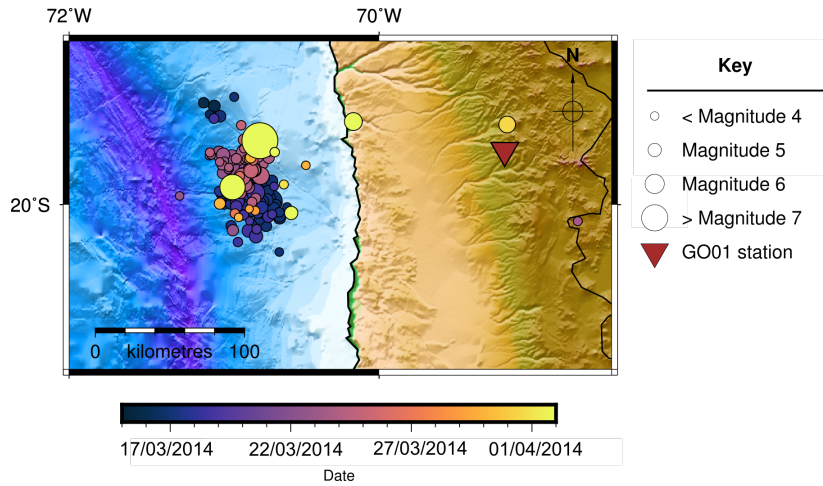 72°W 70°W
N
20°S
0 kilometres 100
Key
< Magnitude 4
Magnitude 5
Magnitude 6
> Magnitude 7
GO01 station
17/03/2014 22/03/2014 27/03/2014 01/04/2014
Date